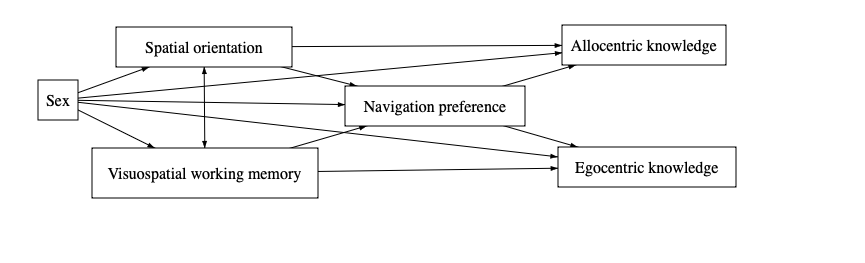 Spatial orientation
Allocentric knowledge
Sex
Navigation preference
Visuospatial working memory
Egocentric knowledge